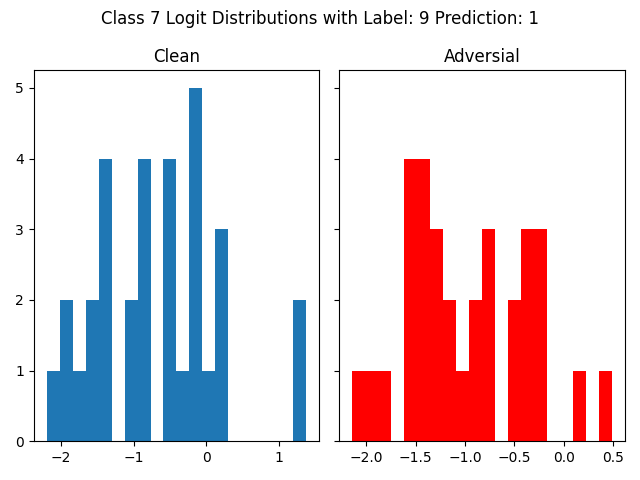 Class 7 Logit Distributions with Label: 9 Prediction: 1
Clean
Adversial
5
4
3
2
1
0
−2 −1 0 1
−2.0 −1.5 −1.0 −0.5 0.0 0.5